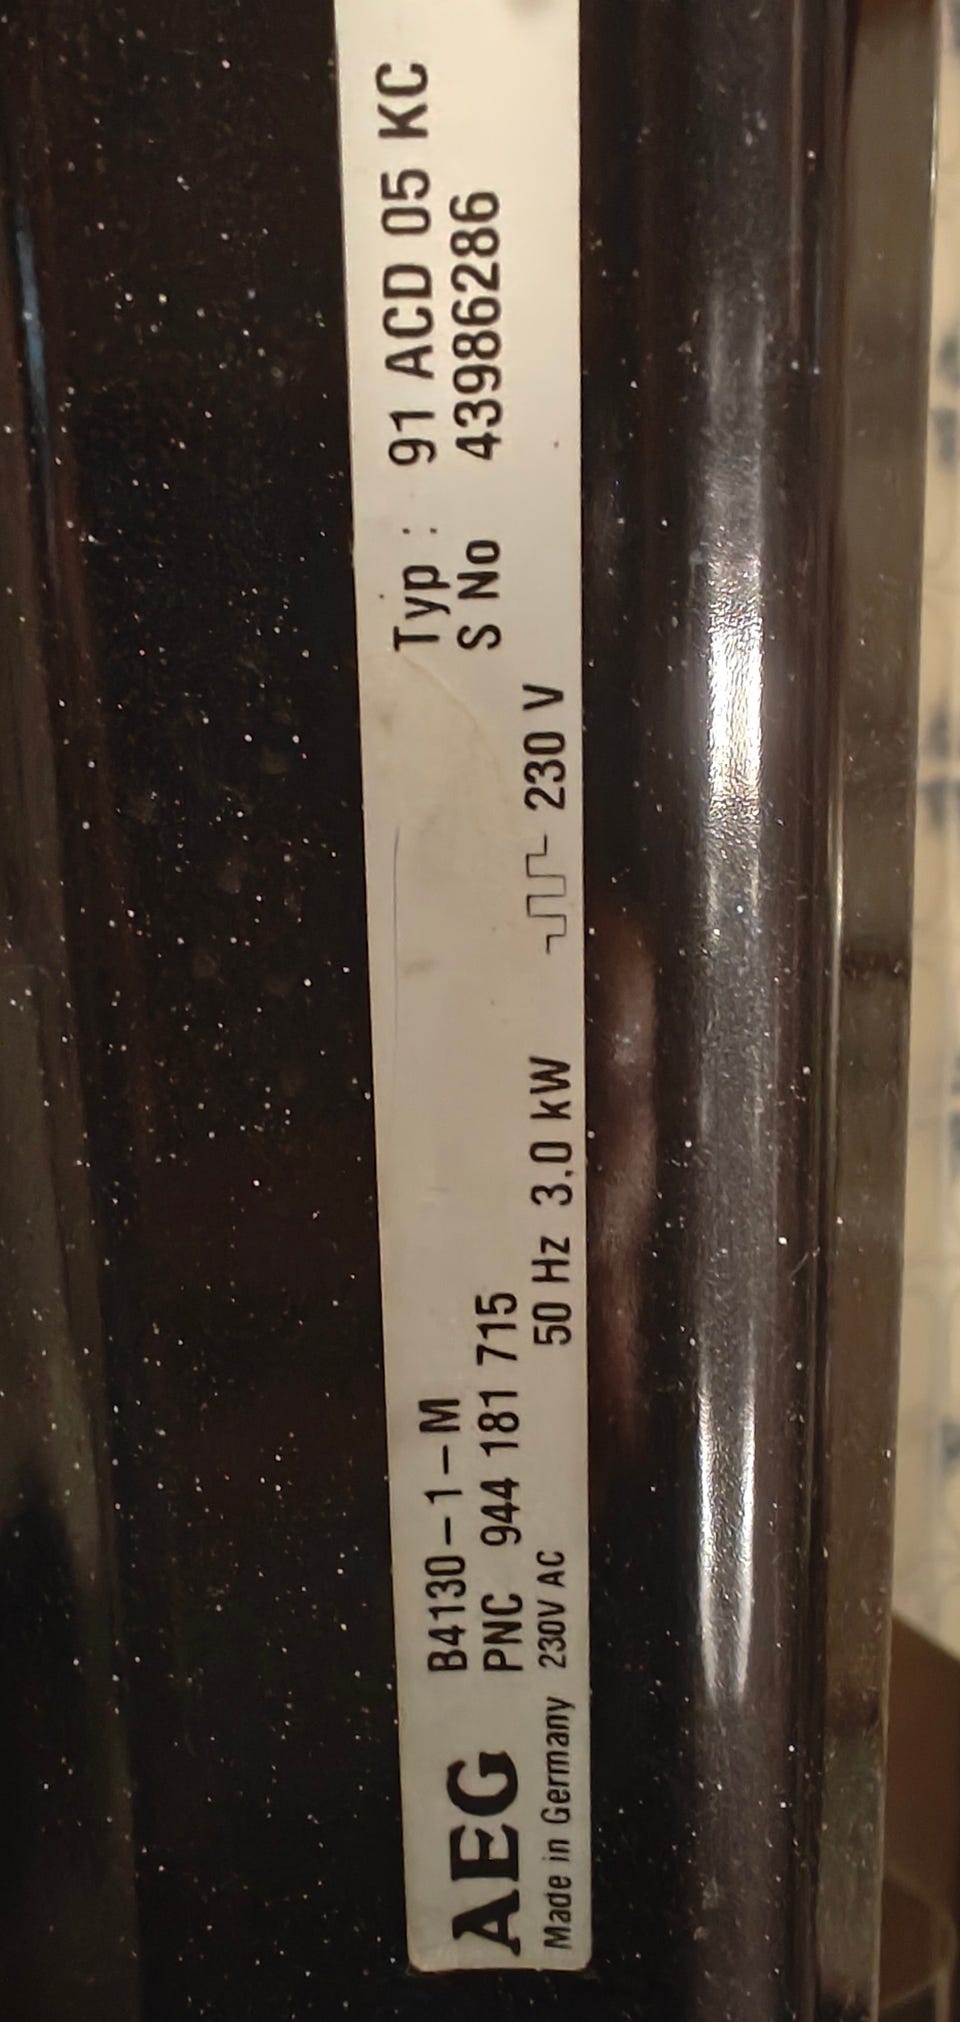 AEG
B4130-1-M
PNC 944 181 715
Made in Germany 230V AC 50 Hz 3,0 kW 230 V
Typ : 91 ACD 05 KC
S No 43986286